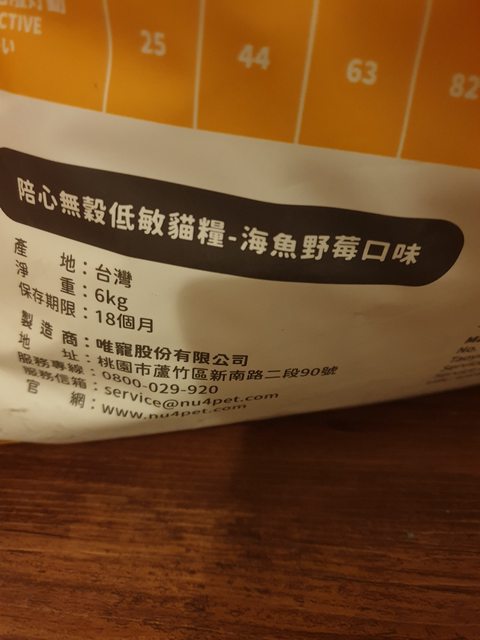 CTIVE
い
25
44
63
82
陪心無穀低敏貓糧-海魚野莓口味
產 地：台灣
淨 重：6kg
保存期限：18個月
製造商：唯寵股份有限公司
地 址：桃園市蘆竹區新南路二段90號
服務專線：0800-029-920
服務信箱：service@nu4pet.com
官 網：www.nu4pet.com
No.